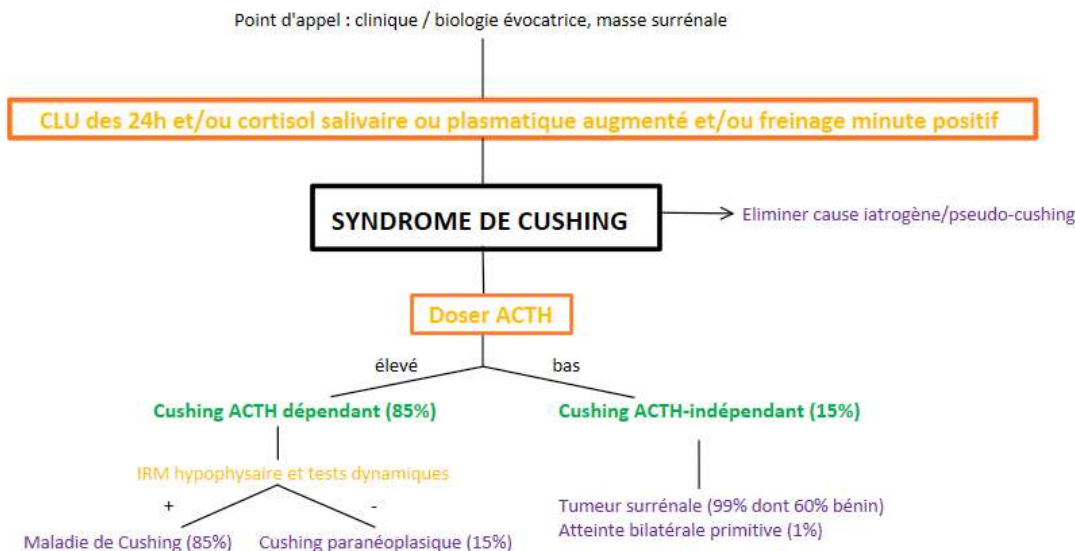 Point d'appel : clinique / biologie évocatrice, masse surrénale
CLU des 24h et/ou cortisol salivaire ou plasmatique augmenté et/ou freinage minute positif
SYNDROME DE CUSHING
Eliminer cause iatrogène/pseudo-cushing
Doser ACTH
élevé
bas
Cushing ACTH dépendant (85%)
Cushing ACTH-indépendant (15%)
IRM hypophysaire et tests dynamiques
+
-
Maladie de Cushing (85%)
Cushing paranéoplasique (15%)
Tumeur surrénale (99% dont 60% bénin)
Atteinte bilatérale primitive (1%)